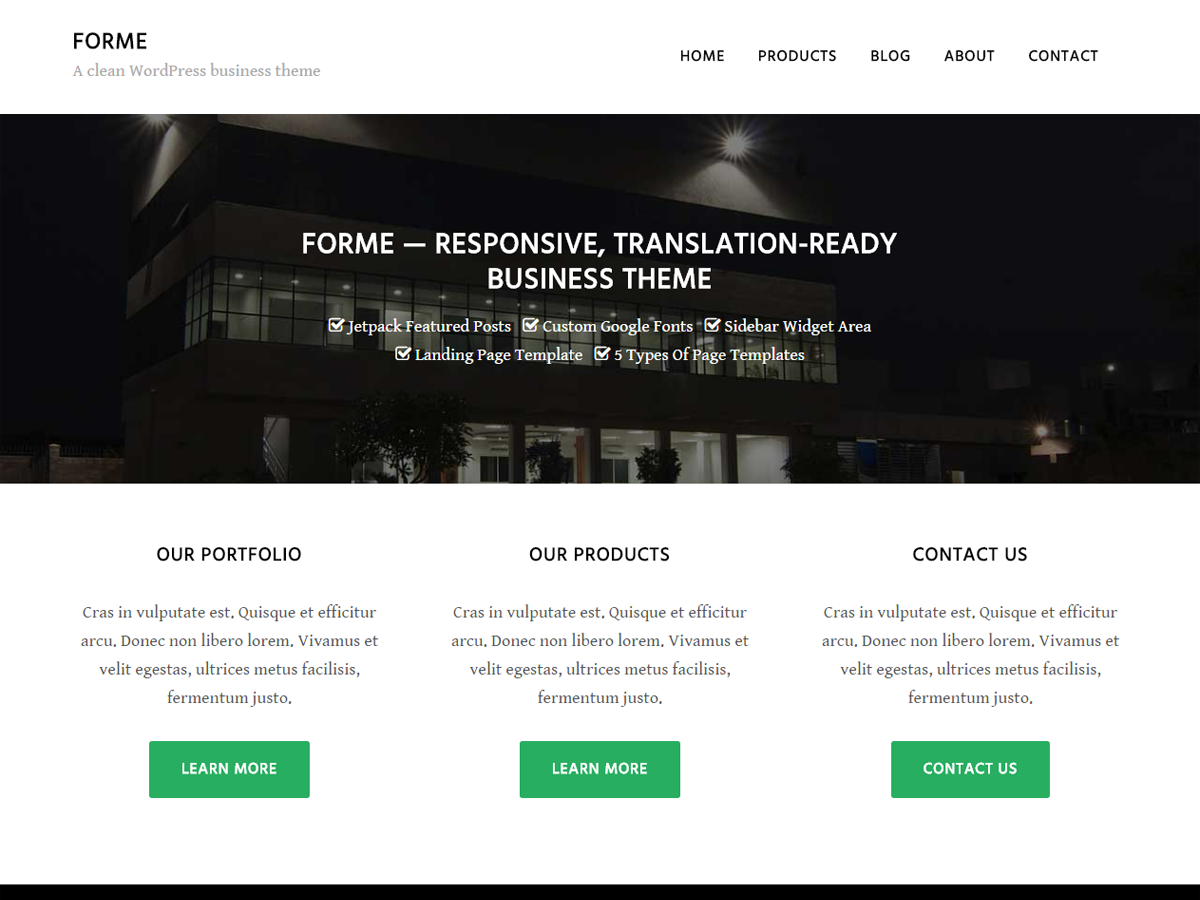 FORME
A clean WordPress business theme
HOME PRODUCTS BLOG ABOUT CONTACT
FORME — RESPONSIVE, TRANSLATION-READY
BUSINESS THEME
Jetpack Featured Posts Custom Google Fonts Sidebar Widget Area
Landing Page Template 5 Types Of Page Templates
OUR PORTFOLIO
Cras in vulputate est. Quisque et efficitur
arcu. Donec non libero lorem. Vivamus et
velit egestas, ultrices metus facilisis,
fermentum justo.
LEARN MORE
OUR PRODUCTS
Cras in vulputate est. Quisque et efficitur
arcu. Donec non libero lorem. Vivamus et
velit egestas, ultrices metus facilisis,
fermentum justo.
LEARN MORE
CONTACT US
Cras in vulputate est. Quisque et efficitur
arcu. Donec non libero lorem. Vivamus et
velit egestas, ultrices metus facilisis,
fermentum justo.
CONTACT US